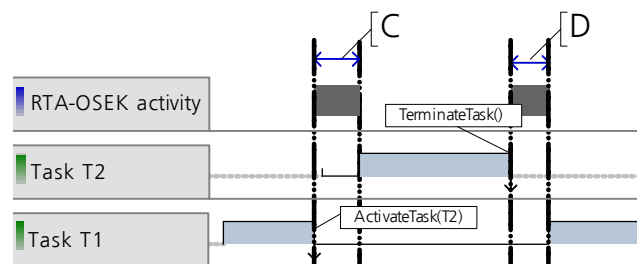 C
D
RTA-OSEK activity
TerminateTask()
Task T2
ActivateTask(T2)
Task T1